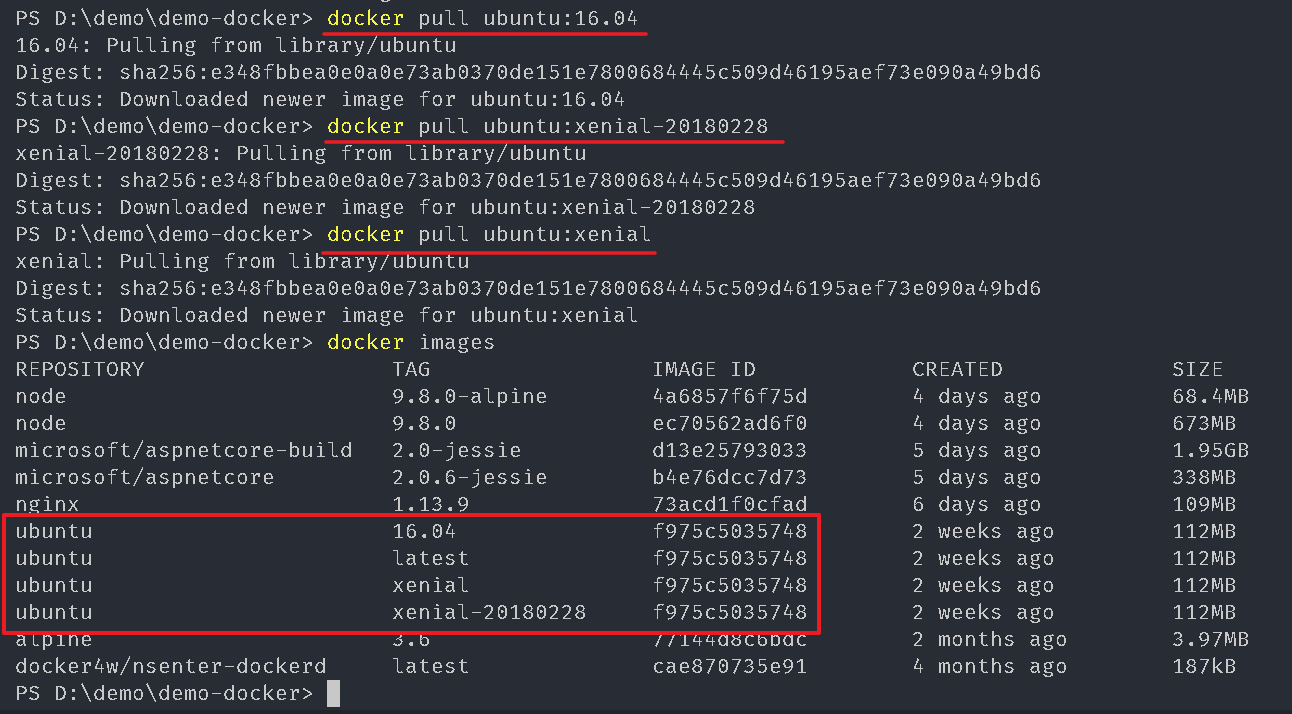 PS D:\demo\demo-docker> docker pull ubuntu:16.04
16.04: Pulling from library/ubuntu
Digest: sha256:e348fbbea0e0a0e73ab0370de151e7800684445c509d46195aef73e090a49bd6
Status: Downloaded newer image for ubuntu:16.04
PS D:\demo\demo-docker> docker pull ubuntu:xenial-20180228
xenial-20180228: Pulling from library/ubuntu
Digest: sha256:e348fbbea0e0a0e73ab0370de151e7800684445c509d46195aef73e090a49bd6
Status: Downloaded newer image for ubuntu:xenial-20180228
PS D:\demo\demo-docker> docker pull ubuntu:xenial
xenial: Pulling from library/ubuntu
Digest: sha256:e348fbbea0e0a0e73ab0370de151e7800684445c509d46195aef73e090a49bd6
Status: Downloaded newer image for ubuntu:xenial
PS D:\demo\demo-docker> docker images
REPOSITORY TAG IMAGE ID CREATED SIZE
node 9.8.0-alpine 4a6857f6f75d 4 days ago 68.4MB
node 9.8.0 ec70562ad6f0 4 days ago 673MB
microsoft/aspnetcore-build 2.0-jessie d13e25793033 5 days ago 1.95GB
microsoft/aspnetcore 2.0.6-jessie b4e76dcc7d73 5 days ago 338MB
nginx 1.13.9 73acd1f0cfad 6 days ago 109MB
ubuntu 16.04 f975c5035748 2 weeks ago 112MB
ubuntu latest f975c5035748 2 weeks ago 112MB
ubuntu xenial f975c5035748 2 weeks ago 112MB
ubuntu xenial-20180228 f975c5035748 2 weeks ago 112MB
alpine 3.6 77144d8c6bdc 2 months ago 3.97MB
docker4w/nsenter-dockerd latest cae870735e91 4 months ago 187kB
PS D:\demo\demo-docker>